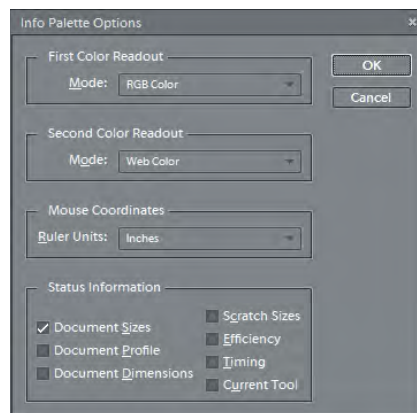 Info Palette Options
x
First Color Readout
Mode: RGB Color
OK
Cancel
Second Color Readout
Mode: Web Color
Mouse Coordinates
Ruler Units: Inches
Status Information
Document Sizes
Document Profile
Document Dimensions
Scratch Sizes
Efficiency
Timing
Current Tool